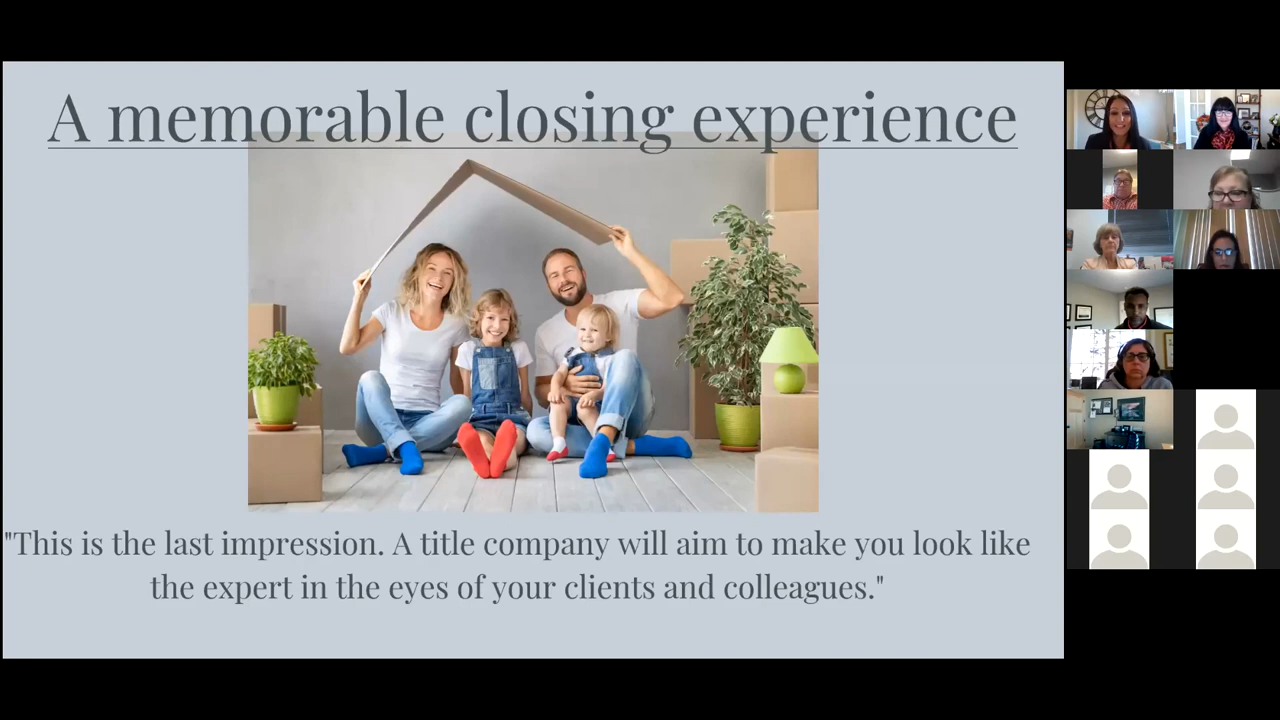 A memorable closing experience
"This is the last impression. A title company will aim to make you look like
the expert in the eyes of your clients and colleagues."